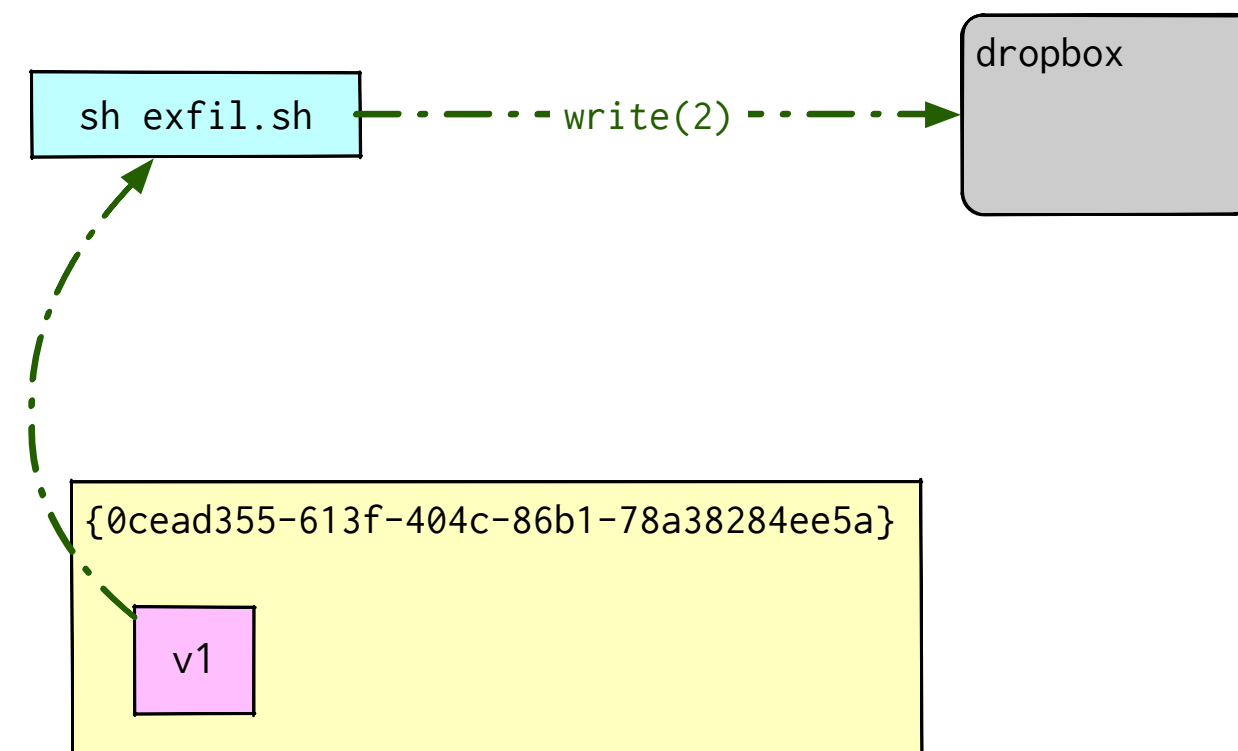 dropbox
sh exfil.sh
write(2)
{0cead355-613f-404c-86b1-78a38284ee5a}
v1